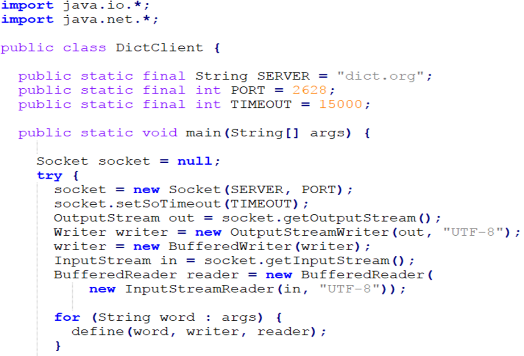 import java.io.*;
import java.net.*;
public class DictClient {
public static final String SERVER = "dict.org";
public static final int PORT = 2628;
public static final int TIMEOUT = 15000;
public static void main(String[] args) {
Socket socket = null;
try {
socket = new Socket(SERVER, PORT);
socket.setSoTimeout(TIMEOUT);
OutputStream out = socket.getOutputStream();
Writer writer = new OutputStreamWriter(out, "UTF-8");
writer = new BufferedWriter(writer);
InputStream in = socket.getInputStream();
BufferedReader reader = new BufferedReader(
new InputStreamReader(in, "UTF-8"));
for (String word : args) {
define(word, writer, reader);
}